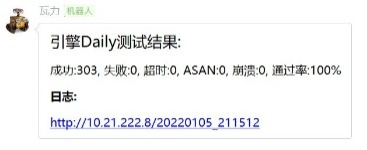 瓦力 机器人
引擎Daily测试结果:
成功:303, 失败:0, 超时:0, ASAN:0, 崩溃:0, 通过率:100%
日志:
http://10.21.222.8/20220105_211512